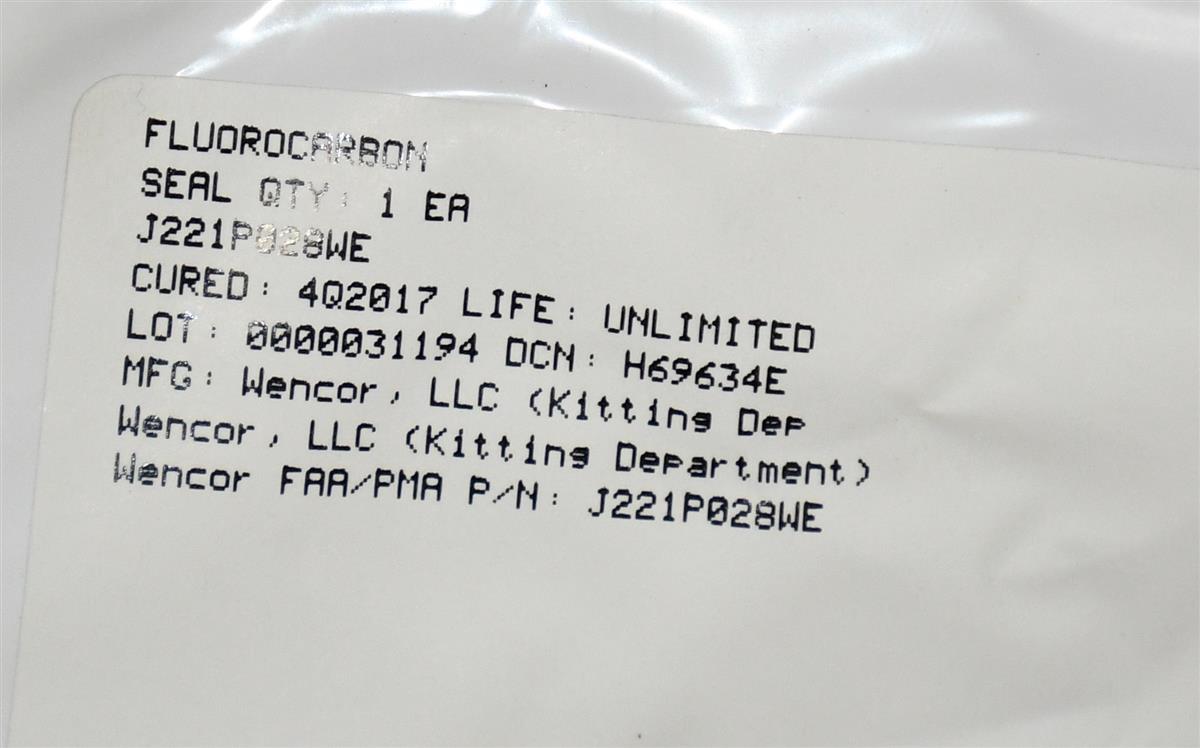 FLUOROCARBON
SEAL QTY: 1 EA
J221P028WE
CURED: 4Q2017 LIFE: UNLIMITED
LOT: 0000031194 DCN: H69634E
MFG: Wencor, LLC (Kitting Dep
Wencor, LLC (Kitting Department)
Wencor FAA/PMA P/N: J221P028WE